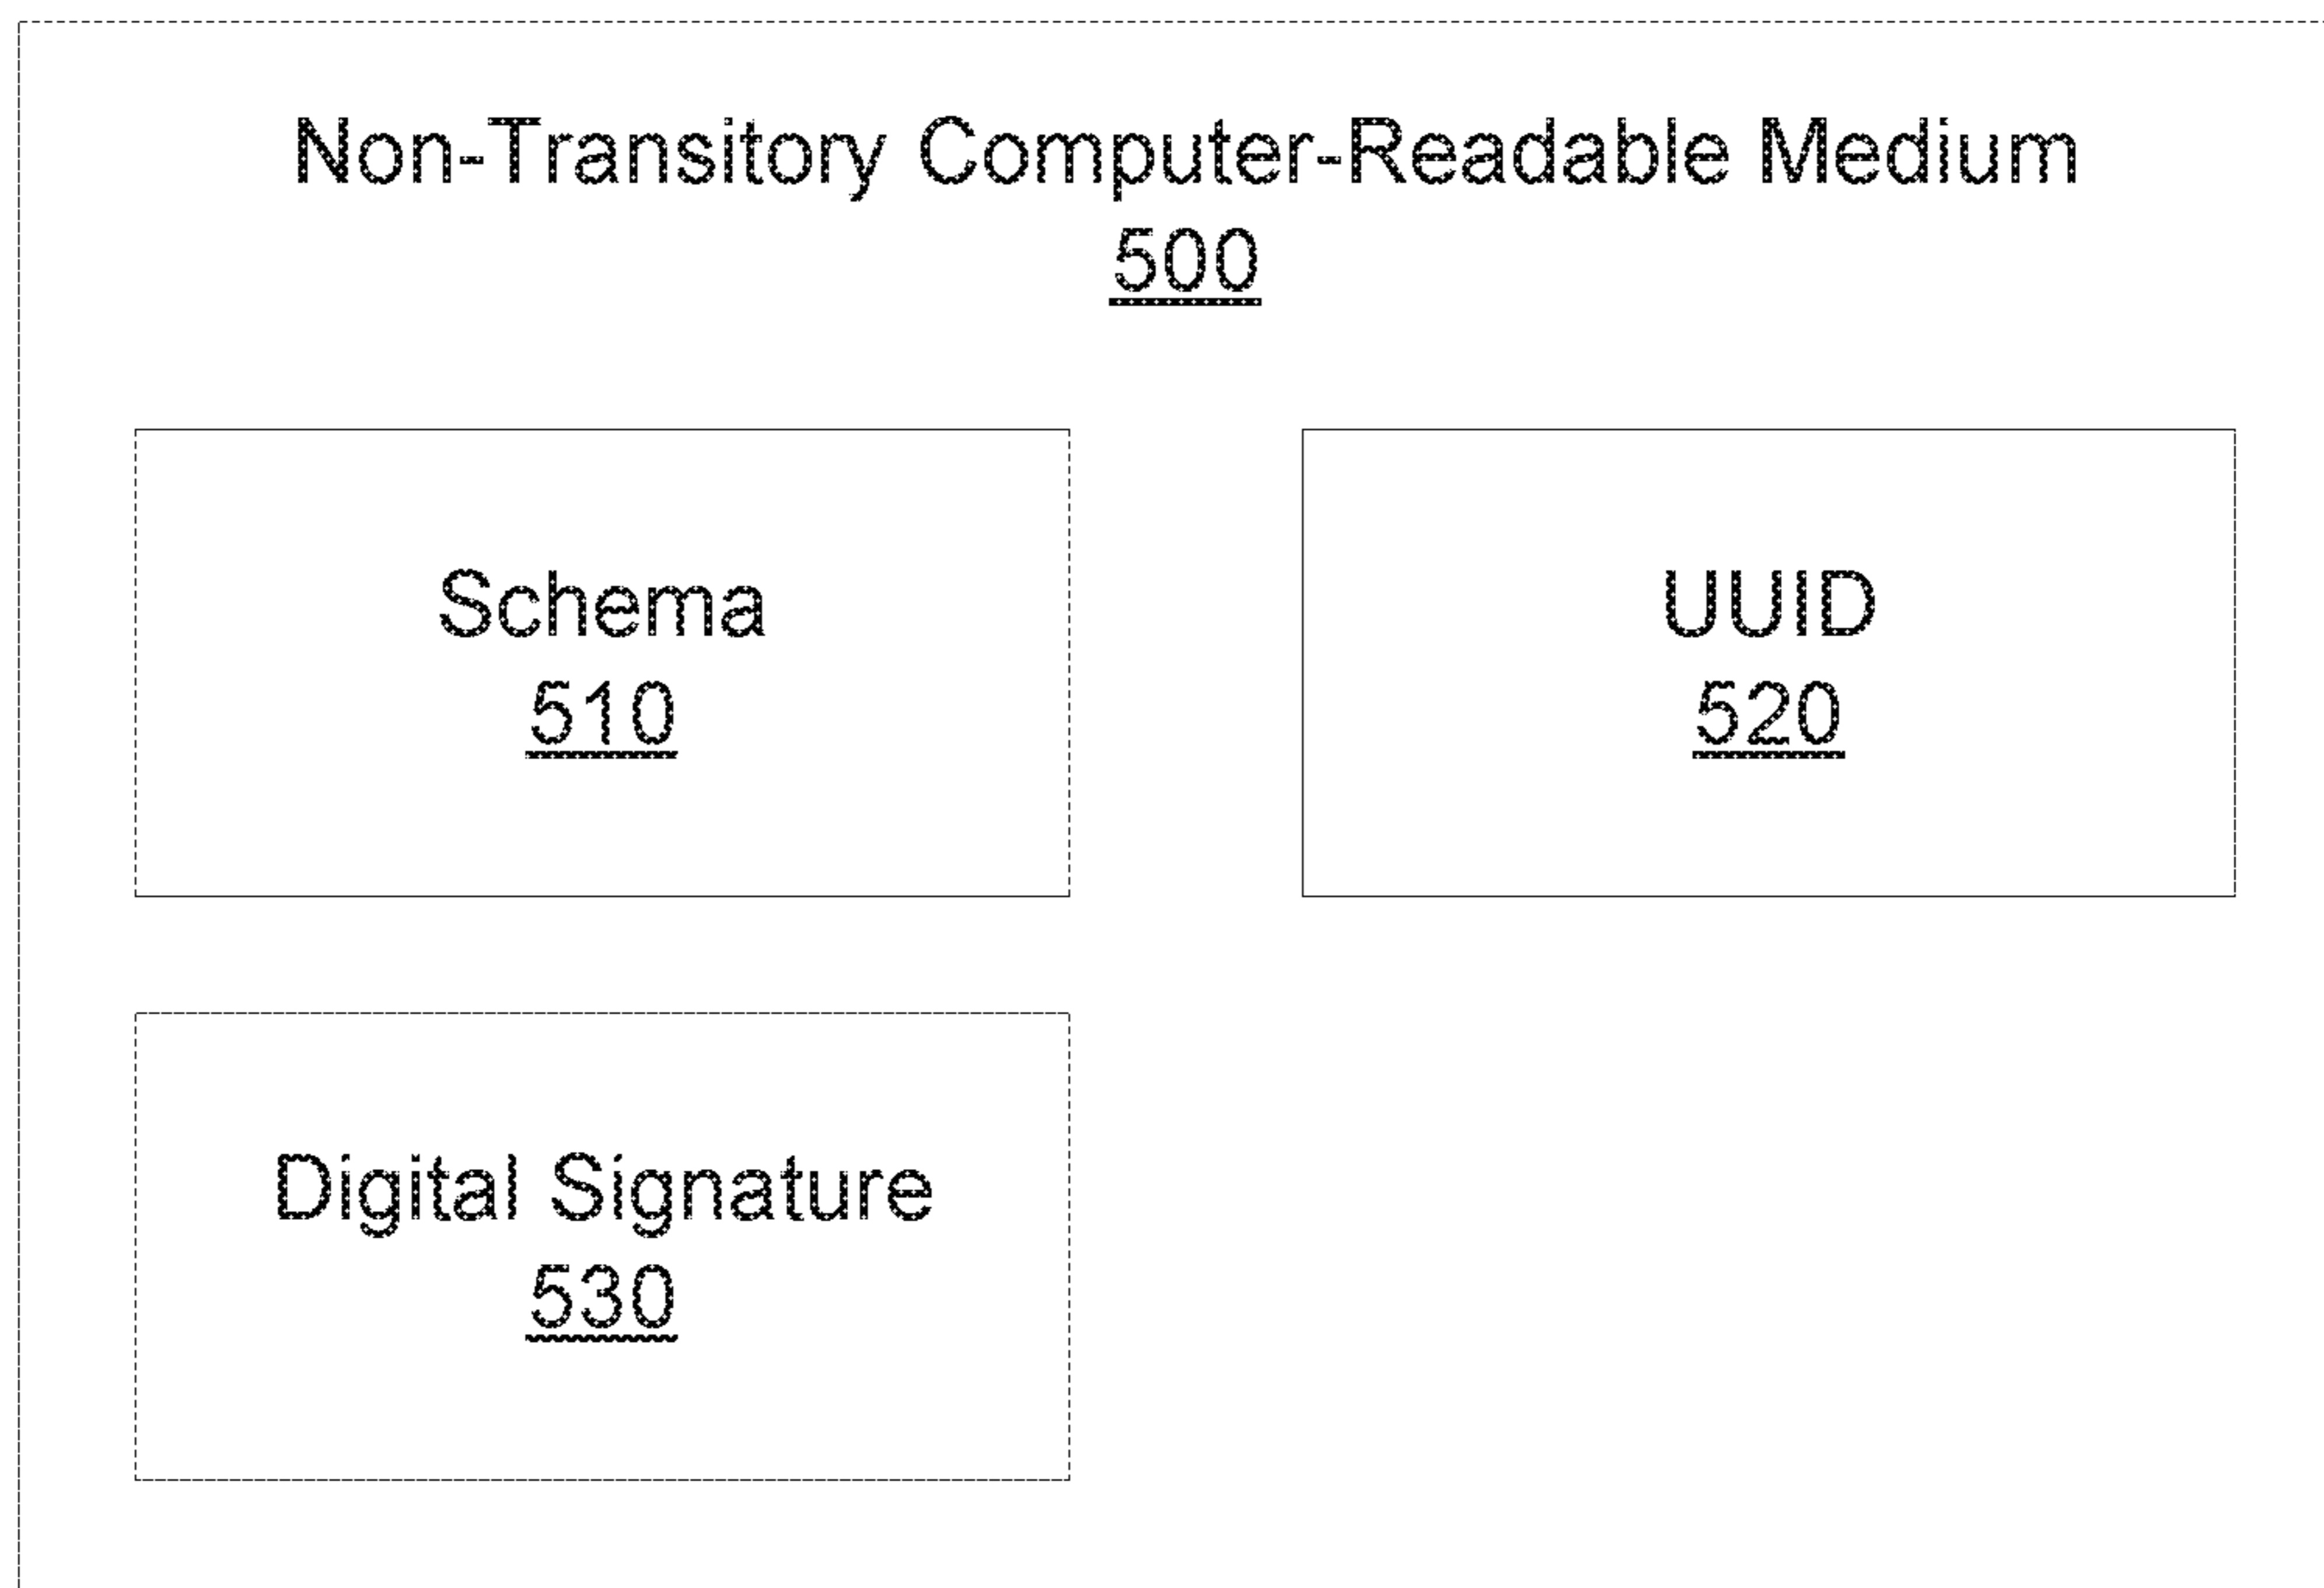 Non-Transitory Computer-Readable Medium
500
Schema
510
UUID
520
Digital Signature
530